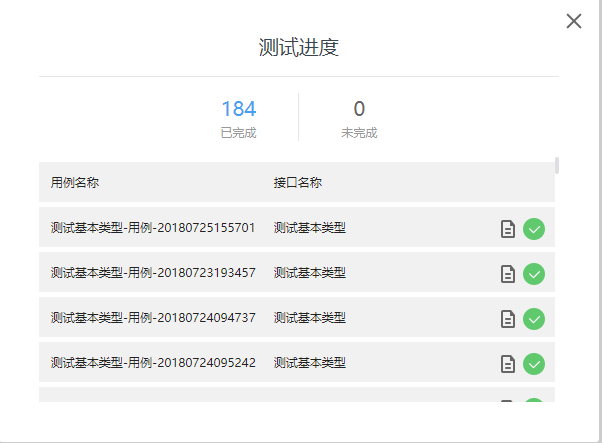 测试进度
184 0
已完成 未完成
用例名称 接口名称
测试基本类型-用例-20180725155701 测试基本类型
测试基本类型-用例-20180723193457 测试基本类型
测试基本类型-用例-20180724094737 测试基本类型
测试基本类型-用例-20180724095242 测试基本类型